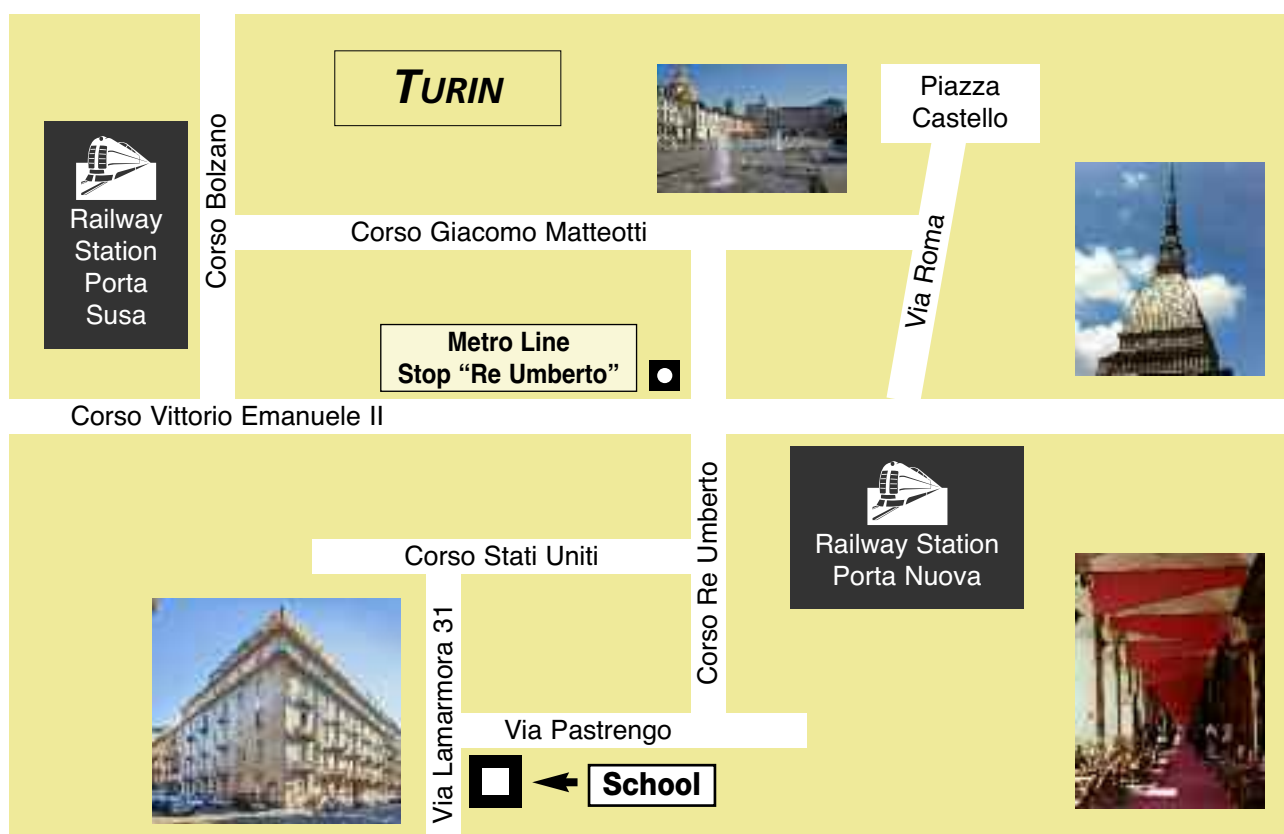 TURIN
Piazza
Castello
Corso Bolzano
Railway
Station
Porta
Susa
Corso Giacomo Matteotti
Via Roma
Metro Line
Stop “Re Umberto”
Corso Vittorio Emanuele II
Corso Re Umberto
Railway Station
Porta Nuova
Corso Stati Uniti
Via Lamarmora 31
Via Pastrengo
School